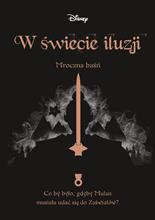 Disney
W świecie iluzji
Mroczna baśń
Co by było, gdyby Mulan
musiała udać się do Zaświatów?